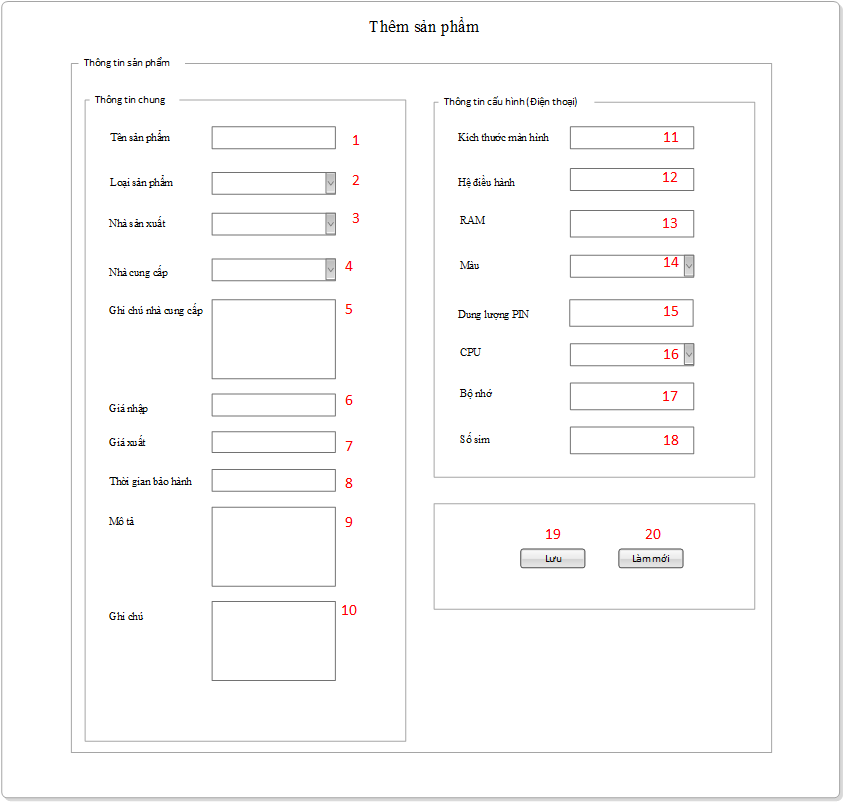 Thêm sản phẩm
Thông tin sản phẩm
Thông tin chung
Tên sản phẩm 1
Loại sản phẩm 2
Nhà sản xuất 3
Nhà cung cấp 4
Ghi chú nhà cung cấp 5
Giá nhập 6
Giá xuất 7
Thời gian bảo hành 8
Mô tả 9
Ghi chú 10
Thông tin cấu hình (Điện thoại)
Kích thước màn hình 11
Hệ điều hành 12
RAM 13
Màu 14
Dung lượng PIN 15
CPU 16
Bộ nhớ 17
Số sim 18
19 20
Lưu Làm mới